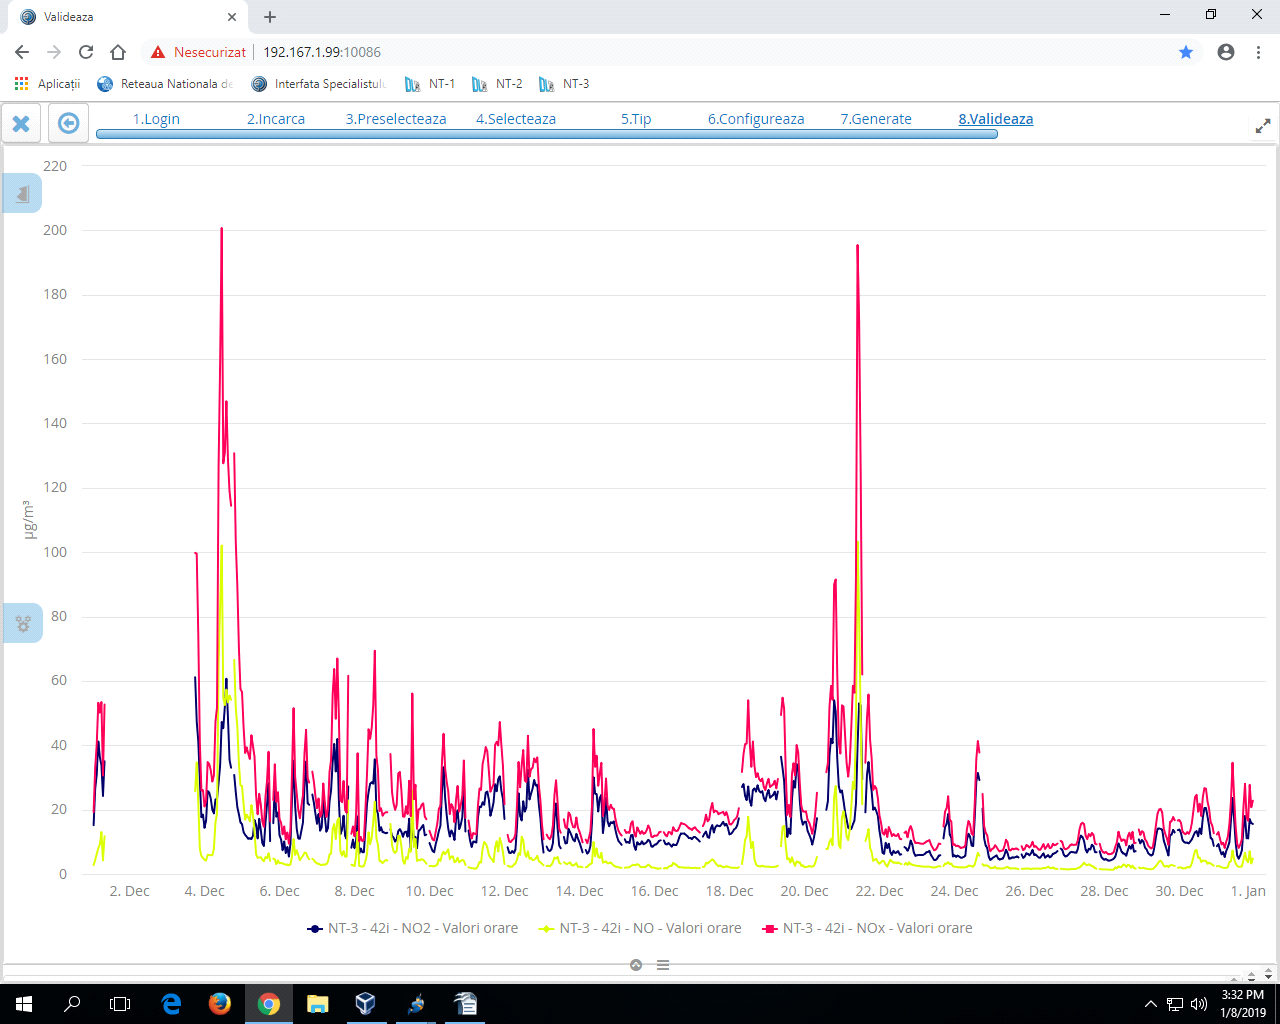 Valideaza
Nesecurizat 192.167.1.99:10086
Aplicații Reteaua Nationala de Interfata Specialistulu NT-1 NT-2 NT-3
1.Login 2.Incarca 3.Preselecteaza 4.Selecteaza 5.Tip 6.Configureaza 7.Generate 8.Valideaza
220
200
180
160
140
120
100
80
60
40
20
0
µg/m³
2. Dec 4. Dec 6. Dec 8. Dec 10. Dec 12. Dec 14. Dec 16. Dec 18. Dec 20. Dec 22. Dec 24. Dec 26. Dec 28. Dec 30. Dec 1. Jan
NT-3 - 42i - NO2 - Valori orare NT-3 - 42i - NO - Valori orare NT-3 - 42i - NOx - Valori orare
3:32 PM
1/8/2019